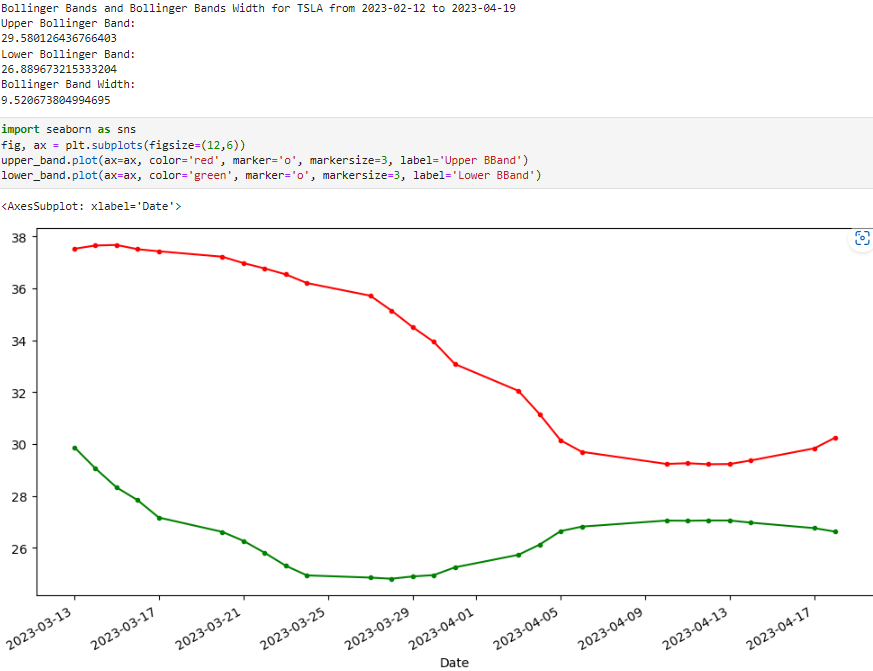 Bollinger Bands and Bollinger Bands Width for TSLA from 2023-02-12 to 2023-04-19
Upper Bollinger Band:
29.580126436766403
Lower Bollinger Band:
26.889673215333204
Bollinger Band Width:
9.520673804994695
import seaborn as sns
fig, ax = plt.subplots(figsize=(12,6))
upper_band.plot(ax=ax, color='red', marker='o', markersize=3, label='Upper BBand')
lower_band.plot(ax=ax, color='green', marker='o', markersize=3, label='Lower BBand')
<AxesSubplot: xlabel='Date'>
38
36
34
32
30
28
26
2023-03-13
2023-03-17
2023-03-21
2023-03-25
2023-03-29
2023-04-01
2023-04-05
2023-04-09
2023-04-13
2023-04-17
Date